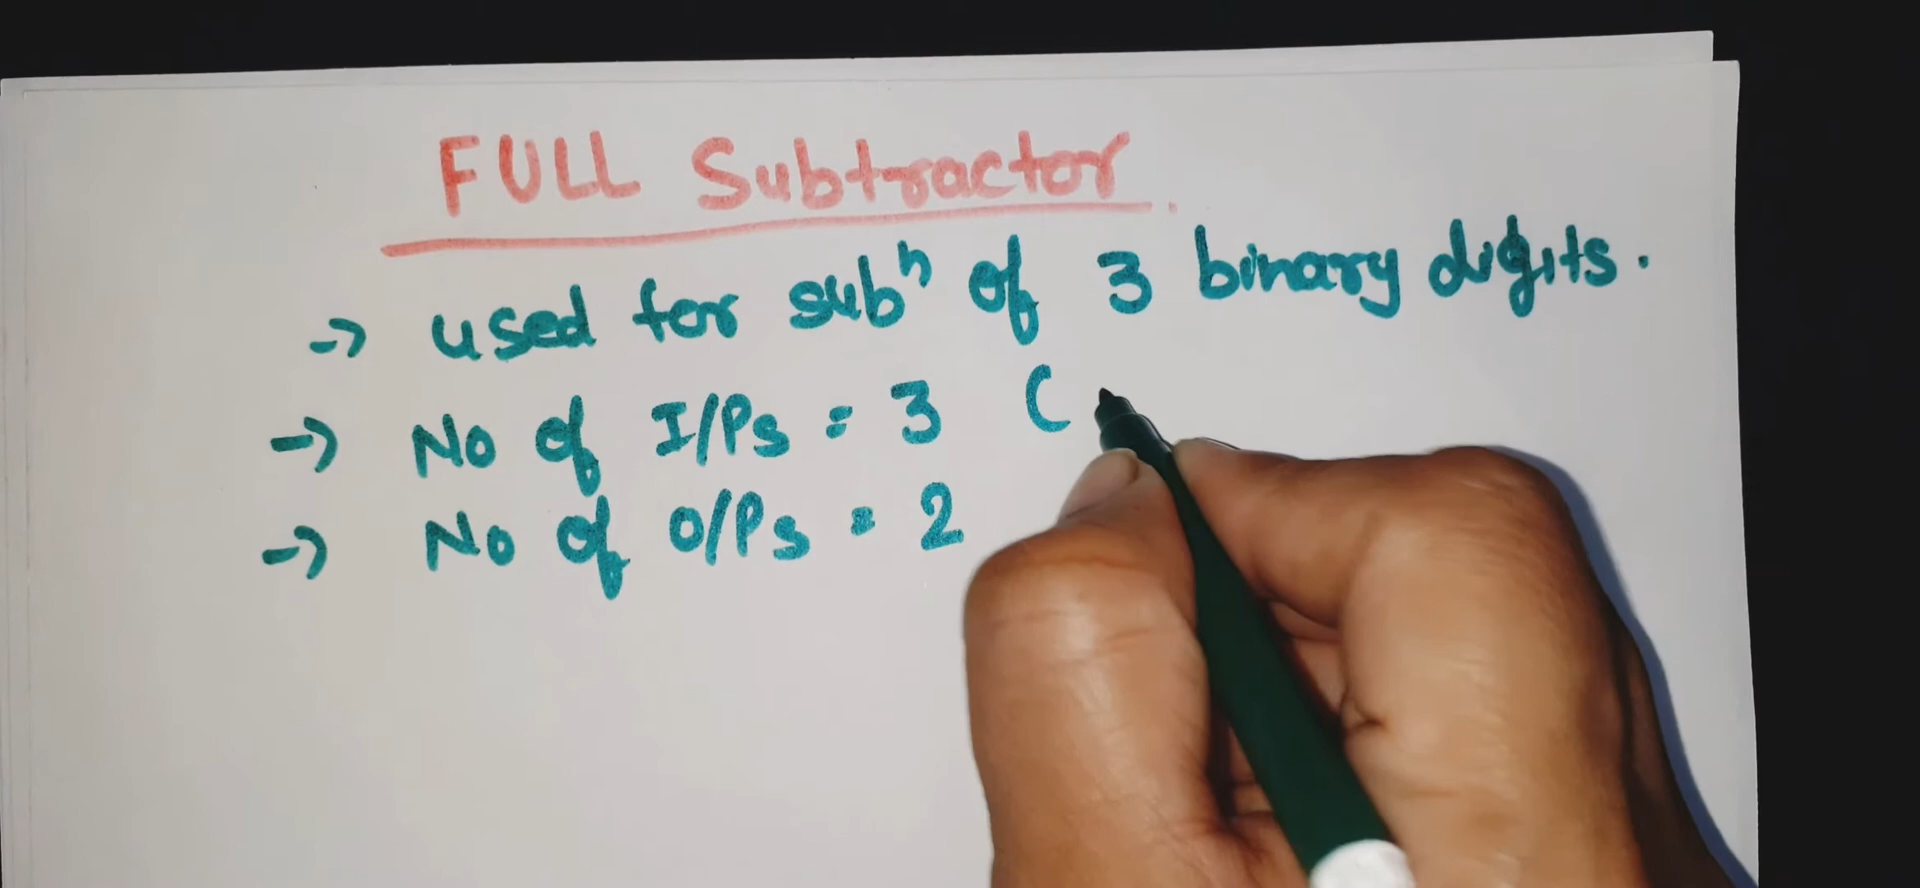 FULL Subtractor.
-> used for subⁿ of 3 binary digits.
-> No of I/Ps = 3 (
-> No of O/Ps = 2